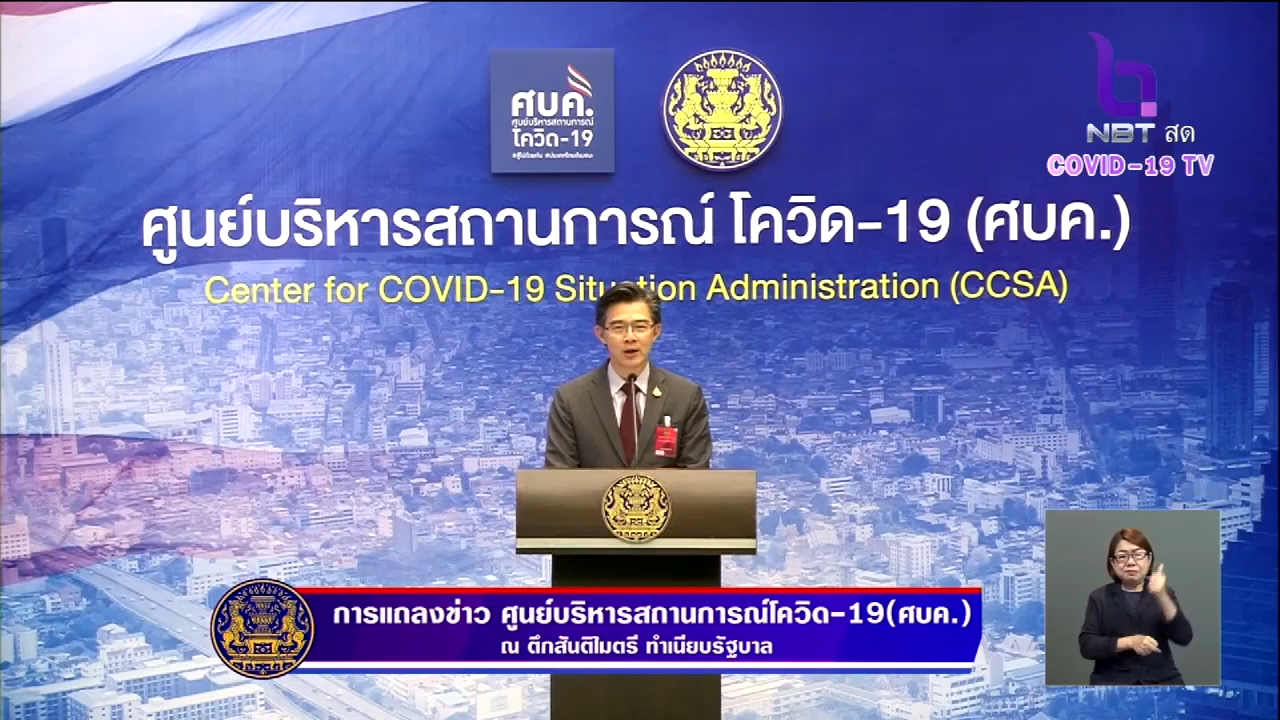 ศบค.
ศูนย์บริหารสถานการณ์
โควิด-19
NBT สด
COVID-19 TV
ศูนย์บริหารสถานการณ์ โควิด-19 (ศบค.)
Center for COVID-19 Situation Administration (CCSA)
การแถลงข่าว ศูนย์บริหารสถานการณ์โควิด-19(ศบค.)
ณ ตึกสันติไมตรี ทำเนียบรัฐบาล